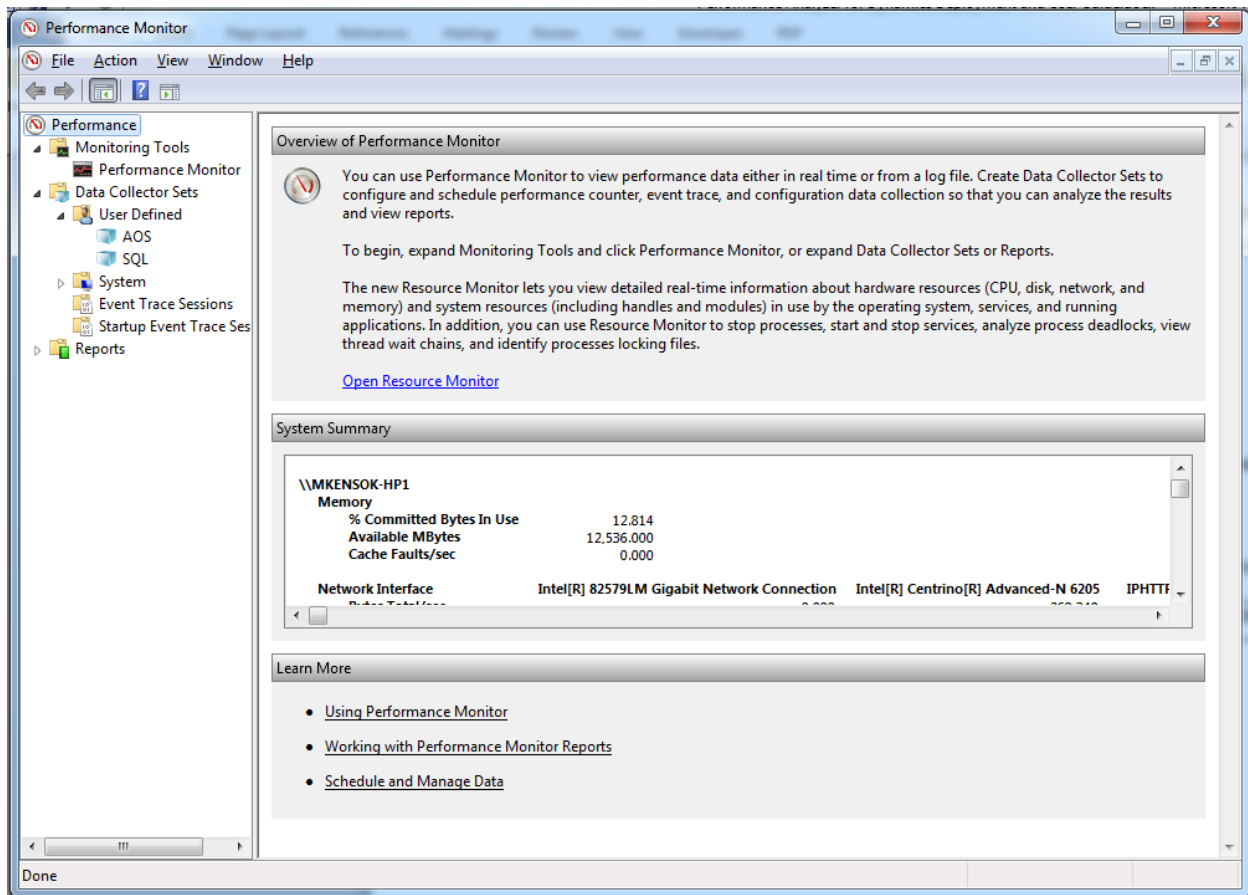 Performance Monitor
File Action View Window Help
Performance
Monitoring Tools
Performance Monitor
Data Collector Sets
User Defined
AOS
SQL
System
Event Trace Sessions
Startup Event Trace Ses
Reports
Overview of Performance Monitor
You can use Performance Monitor to view performance data either in real time or from a log file. Create Data Collector Sets to
configure and schedule performance counter, event trace, and configuration data collection so that you can analyze the results
and view reports.
To begin, expand Monitoring Tools and click Performance Monitor, or expand Data Collector Sets or Reports.
The new Resource Monitor lets you view detailed real-time information about hardware resources (CPU, disk, network, and
memory) and system resources (including handles and modules) in use by the operating system, services, and running
applications. In addition, you can use Resource Monitor to stop processes, start and stop services, analyze process deadlocks, view
thread wait chains, and identify processes locking files.
Open Resource Monitor
System Summary
\\MKENSOK-HP1
Memory
% Committed Bytes In Use 12.814
Available MBytes 12,536.000
Cache Faults/sec 0.000
Network Interface Intel[R] 82579LM Gigabit Network Connection Intel[R] Centrino[R] Advanced-N 6205 IPHTTP
Learn More
• Using Performance Monitor
• Working with Performance Monitor Reports
• Schedule and Manage Data
Done